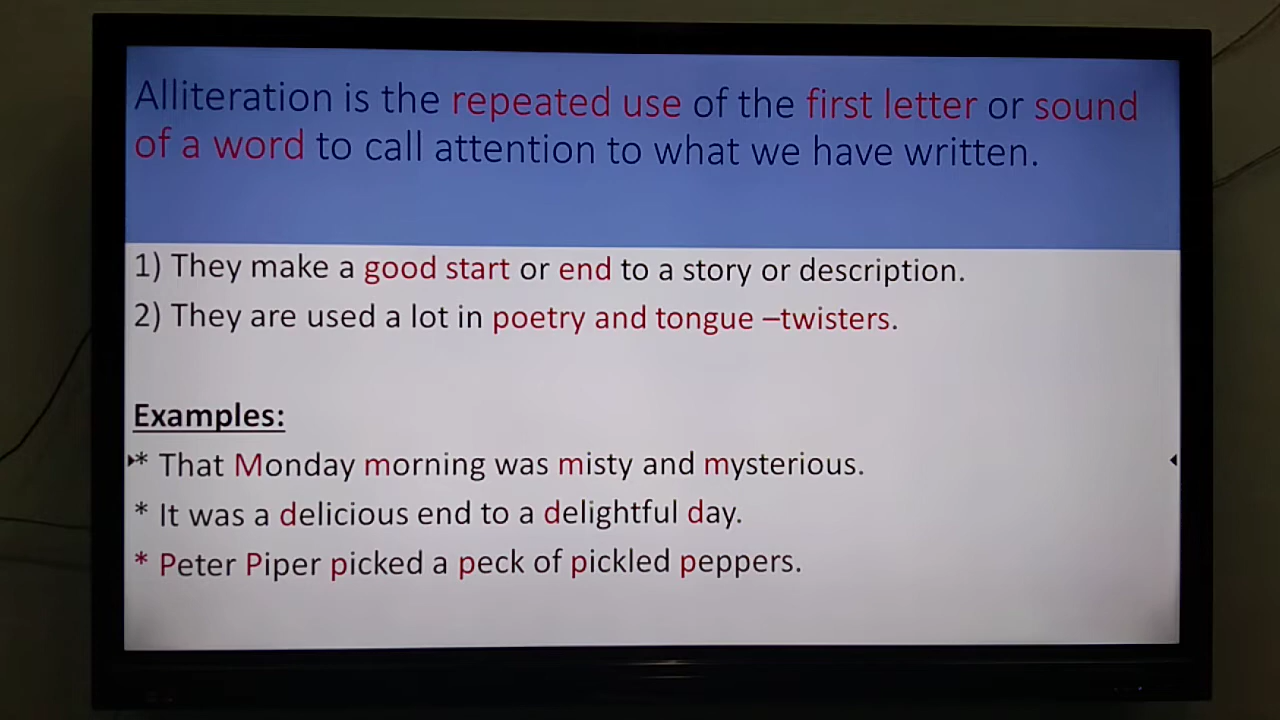 Alliteration is the repeated use of the first letter or sound
of a word to call attention to what we have written.
1) They make a good start or end to a story or description.
2) They are used a lot in poetry and tongue –twisters.
Examples:
* That Monday morning was misty and mysterious.
* It was a delicious end to a delightful day.
* Peter Piper picked a peck of pickled peppers.